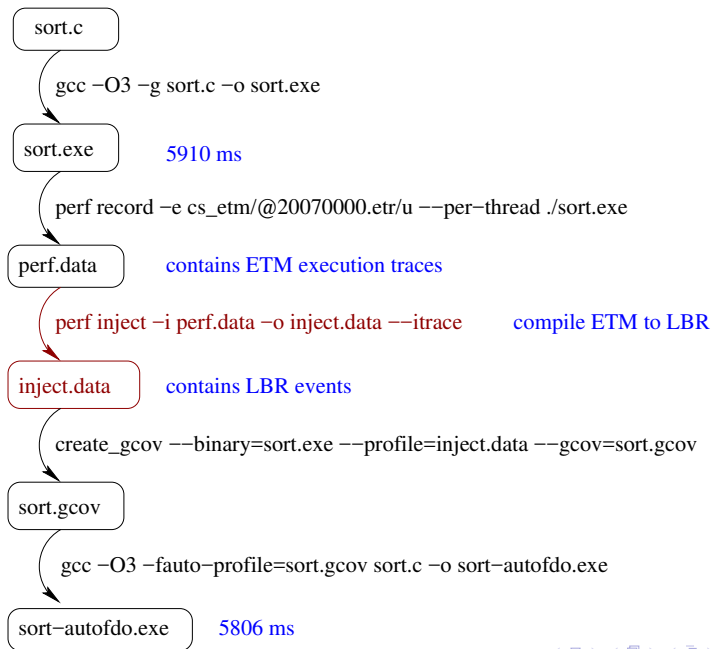 sort.c
gcc −O3 −g sort.c −o sort.exe
sort.exe 5910 ms
perf record −e cs_etm/@20070000.etr/u −−per−thread ./sort.exe
perf.data contains ETM execution traces
perf inject −i perf.data −o inject.data −−itrace compile ETM to LBR
inject.data contains LBR events
create_gcov −−binary=sort.exe −−profile=inject.data −−gcov=sort.gcov
sort.gcov
gcc −O3 −fauto−profile=sort.gcov sort.c −o sort−autofdo.exe
sort−autofdo.exe 5806 ms